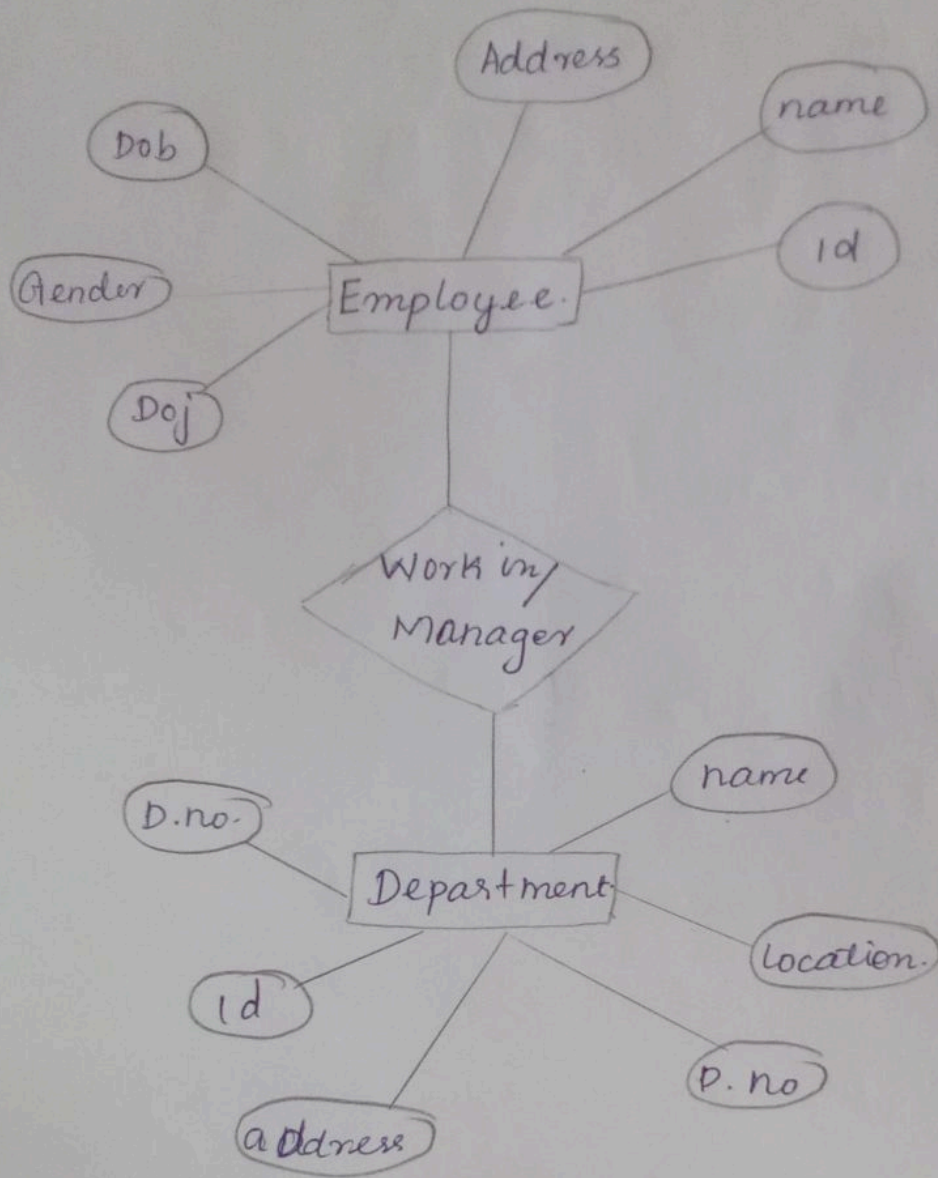 Address
name
Dob
Id
Gender
Employee.
Doj
Work in/
Manager
name
D.no.
Department
Location.
Id
P. no
address